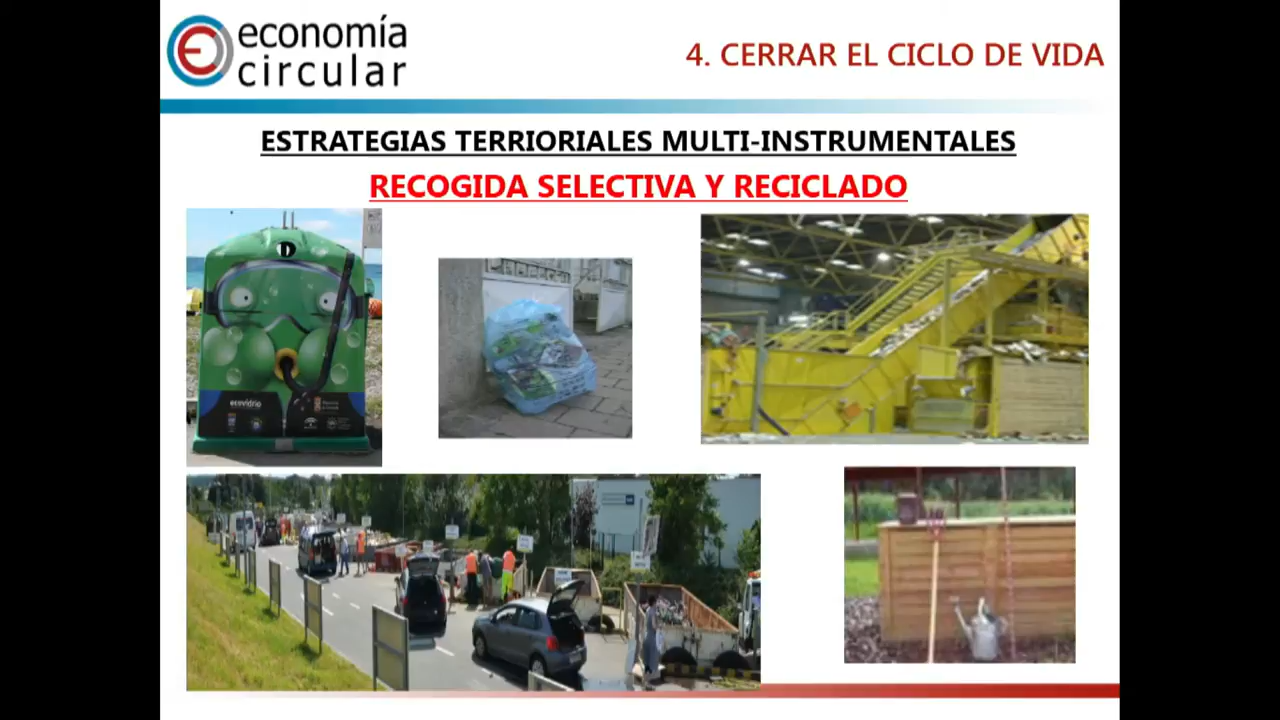 economía
circular
4. CERRAR EL CICLO DE VIDA
ESTRATEGIAS TERRIORIALES MULTI-INSTRUMENTALES
RECOGIDA SELECTIVA Y RECICLADO
ecovidrio